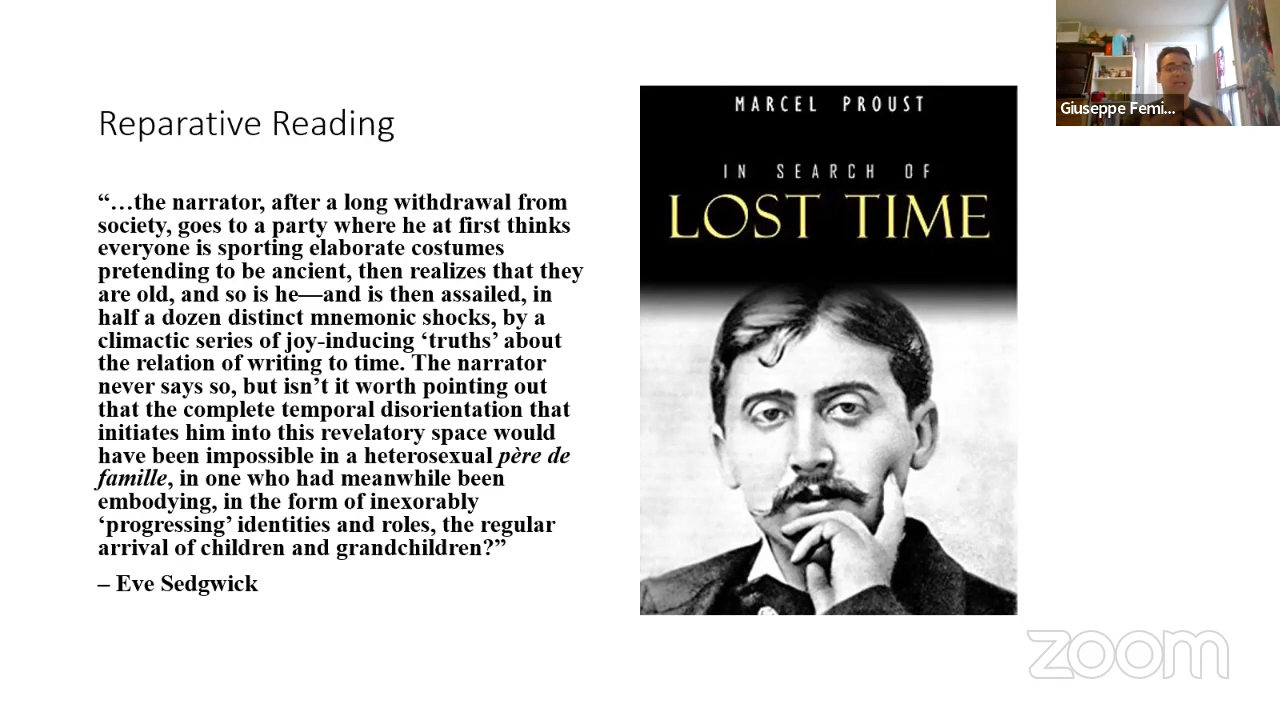 Reparative Reading
“…the narrator, after a long withdrawal from
society, goes to a party where he at first thinks
everyone is sporting elaborate costumes
pretending to be ancient, then realizes that they
are old, and so is he—and is then assailed, in
half a dozen distinct mnemonic shocks, by a
climactic series of joy-inducing ‘truths’ about
the relation of writing to time. The narrator
never says so, but isn’t it worth pointing out
that the complete temporal disorientation that
initiates him into this revelatory space would
have been impossible in a heterosexual père de
famille, in one who had meanwhile been
embodying, in the form of inexorably
‘progressing’ identities and roles, the regular
arrival of children and grandchildren?”
– Eve Sedgwick
MARCEL PROUST
IN SEARCH OF
LOST TIME
Giuseppe Femi...
zoom